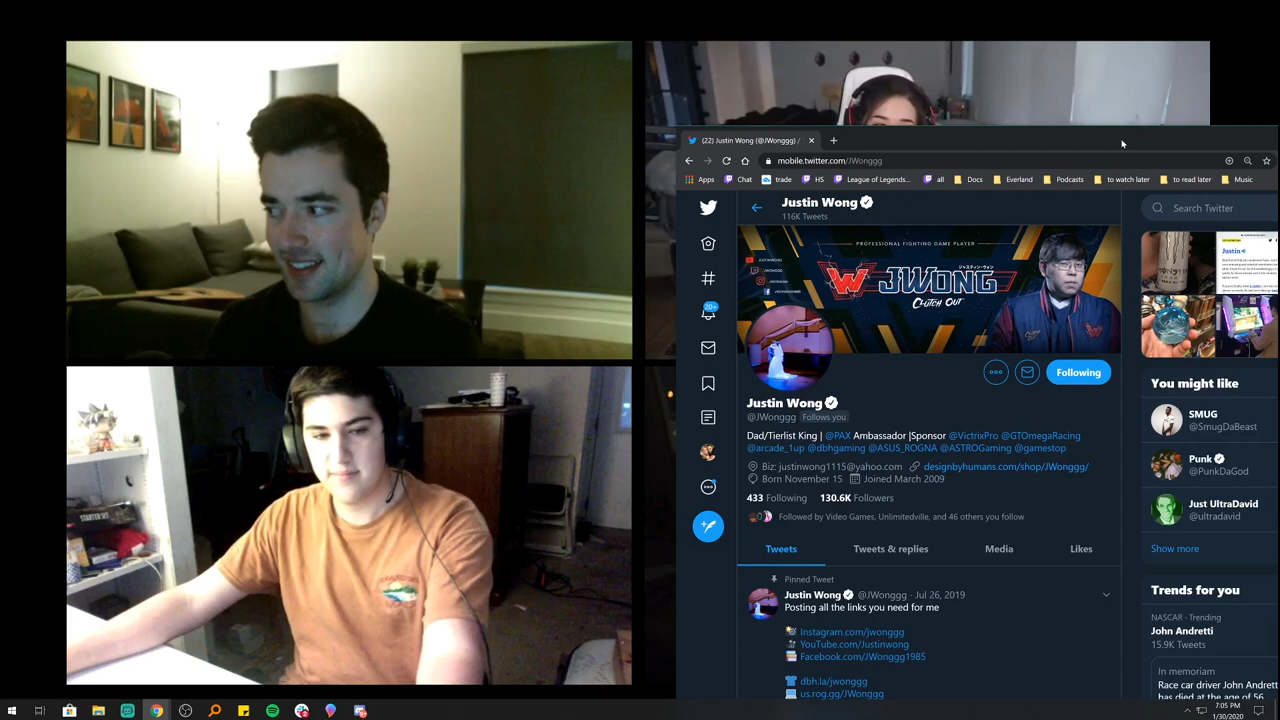 (22) Justin Wong (@JWonggg) /
mobile.twitter.com/JWonggg
Apps Chat trade HS League of Legends... all Docs Everland Podcasts to watch later to read later Music
Justin Wong
116K Tweets
Search Twitter
PROFESSIONAL FIGHTING GAME PLAYER
JWONG
CLUTCH OUT
20+
Following
Justin Wong
@JWonggg Follows you
Dad/Tierlist King | @PAX Ambassador |Sponsor @VictrixPro @GTOmegaRacing
@arcade_1up @dbhgaming @ASUS_ROGNA @ASTROGaming @gamestop
Biz: justinwong1115@yahoo.com designbyhumans.com/shop/JWonggg/
Born November 15 Joined March 2009
433 Following 130.6K Followers
Followed by Video Games, Unlimitedville, and 46 others you follow
Tweets Tweets & replies Media Likes
Pinned Tweet
Justin Wong @JWonggg · Jul 26, 2019
Posting all the links you need for me
Instagram.com/jwonggg
YouTube.com/Justinwong
Facebook.com/JWonggg1985
dbh.la/jwonggg
us.rog.gg/JWonggg
Justin
You might like
SMUG
@SmugDaBeast
Punk
@PunkDaGod
Just UltraDavid
@ultradavid
Show more
Trends for you
NASCAR · Trending
John Andretti
15.9K Tweets
In memoriam
Race car driver John Andrett
has died at the age of 56
STARTER SET
7:05 PM
1/30/2020